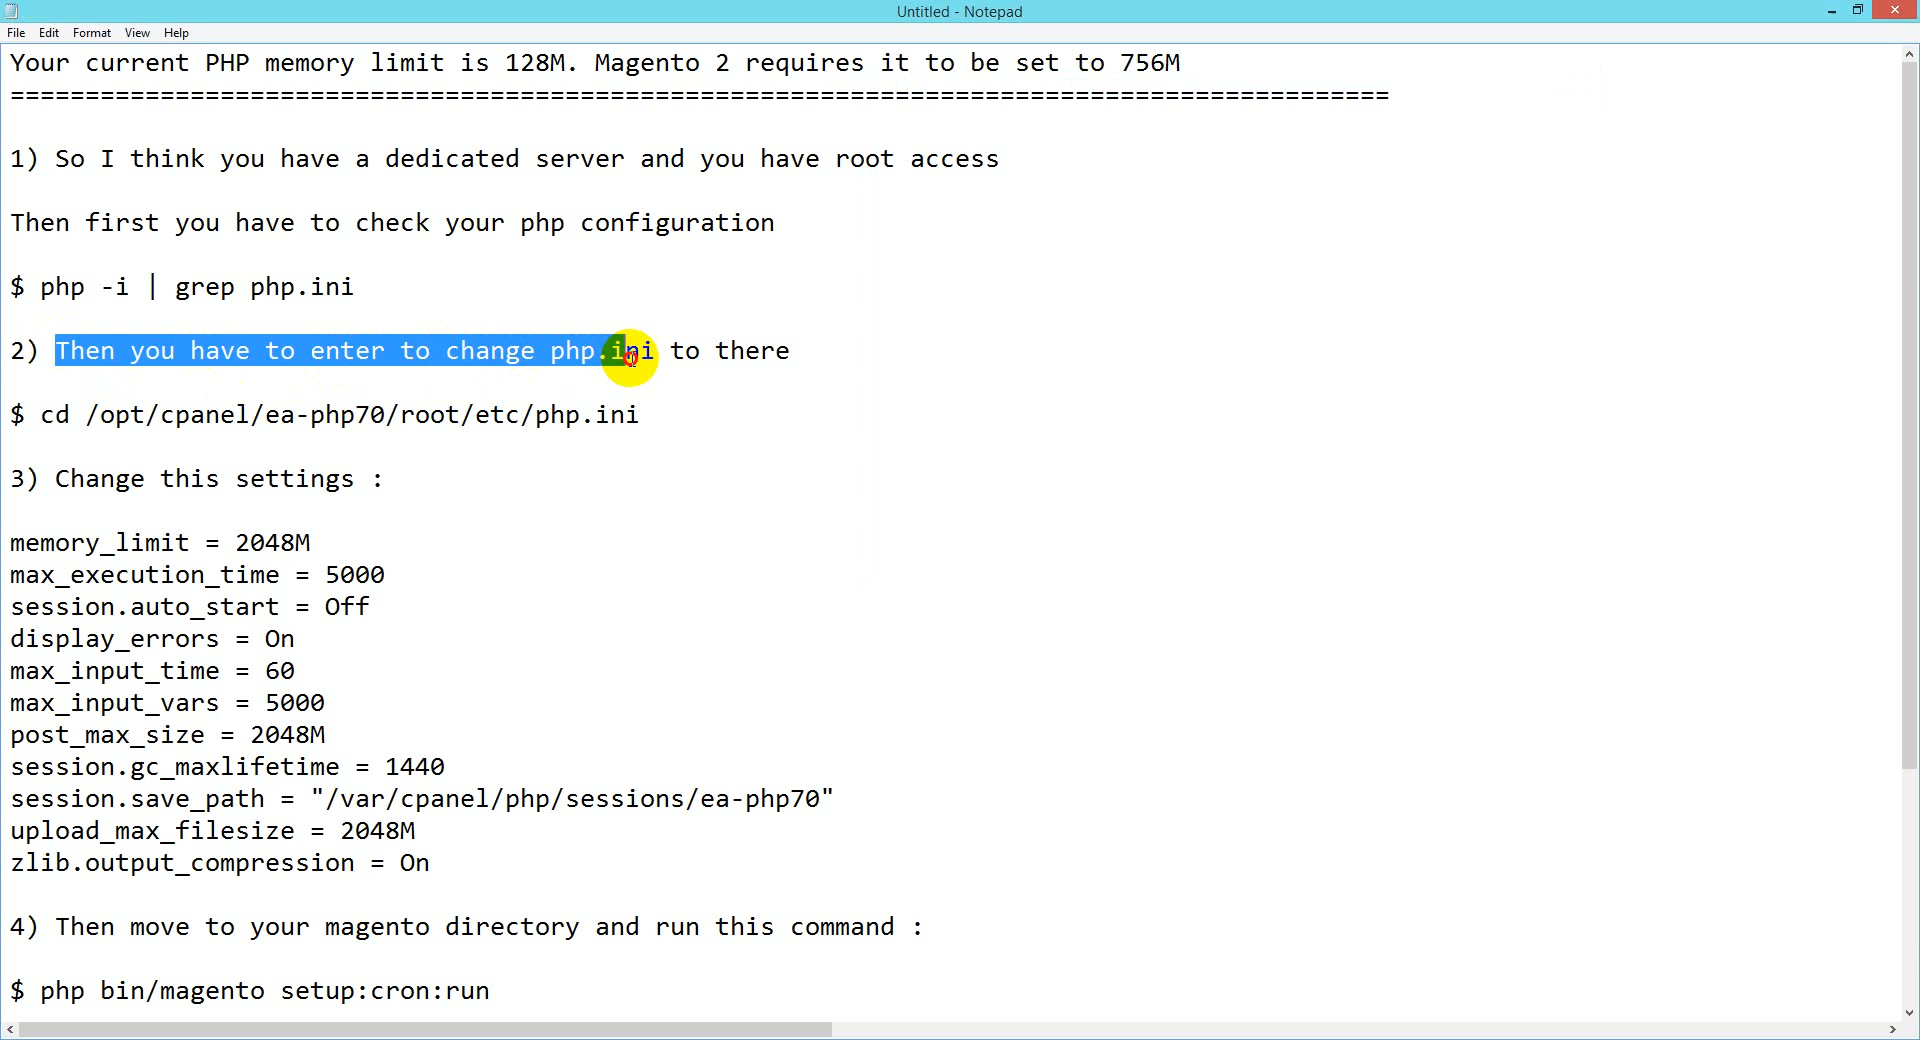 Untitled - Notepad
File Edit Format View Help
Your current PHP memory limit is 128M. Magento 2 requires it to be set to 756M
============================================================================================
1) So I think you have a dedicated server and you have root access
Then first you have to check your php configuration
$ php -i | grep php.ini
2) Then you have to enter to change php.ini to there
$ cd /opt/cpanel/ea-php70/root/etc/php.ini
3) Change this settings :
memory_limit = 2048M
max_execution_time = 5000
session.auto_start = Off
display_errors = On
max_input_time = 60
max_input_vars = 5000
post_max_size = 2048M
session.gc_maxlifetime = 1440
session.save_path = "/var/cpanel/php/sessions/ea-php70"
upload_max_filesize = 2048M
zlib.output_compression = On
4) Then move to your magento directory and run this command :
$ php bin/magento setup:cron:run